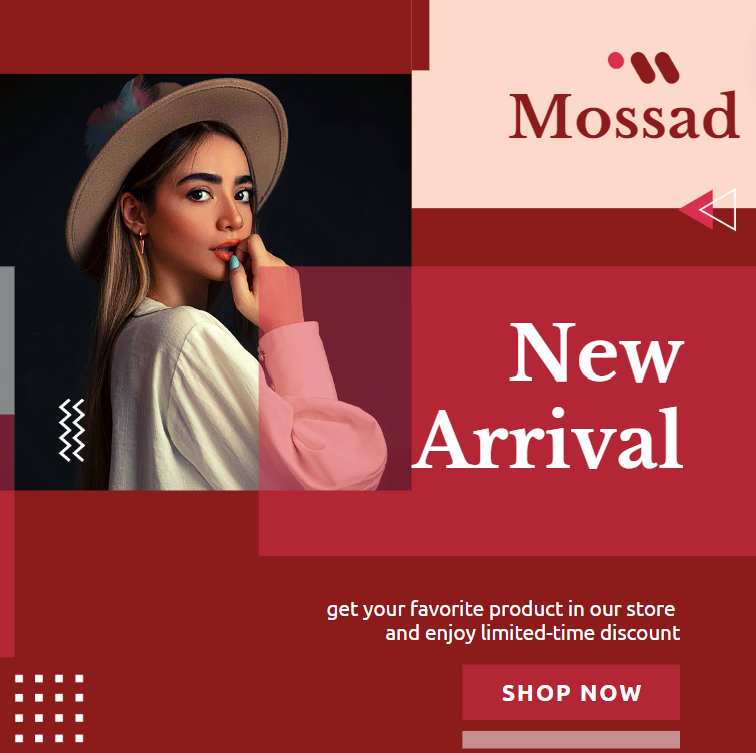 Mossad
New
Arrival
get your favorite product in our store
and enjoy limited-time discount
SHOP NOW